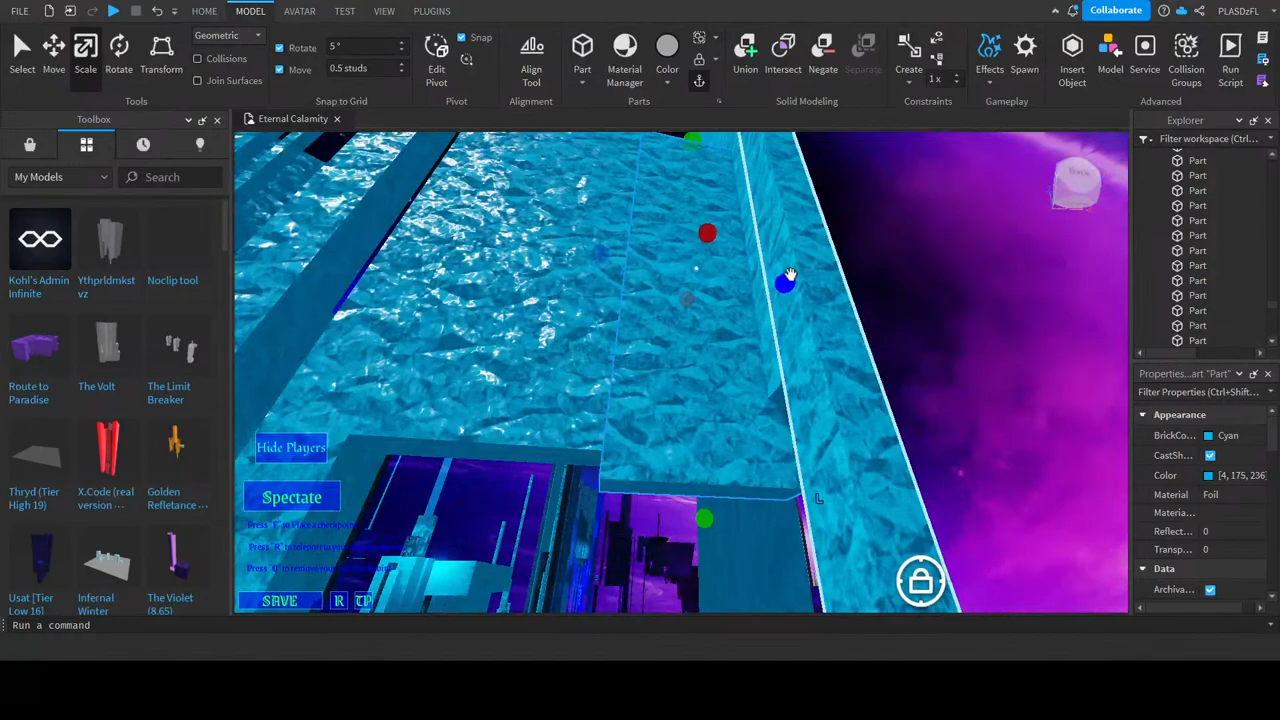 FILE HOME MODEL AVATAR TEST VIEW PLUGINS Collaborate PLASDzFL
Select Move Scale Rotate Transform
Geometric
Collisions
Join Surfaces
Rotate 5 °
Move 0.5 studs
Edit Pivot
Snap
Align Tool
Part Material Manager Color
Union Intersect Negate Separate
Create 1 x
Effects Spawn
Insert Object Model Service Collision Groups Run Script
Tools Snap to Grid Pivot Alignment Parts Solid Modeling Constraints Gameplay Advanced
Toolbox
Eternal Calamity
Explorer
My Models Search
Filter workspace (Ctrl...
Part
Part
Part
Part
Part
Part
Part
Part
Part
Part
Part
Part
Part
Kohl's Admin Infinite
Ythprldmkst vz
Noclip tool
Route to Paradise
The Volt
The Limit Breaker
Thryd (Tier High 19)
X.Code (real version ...
Golden Refletctra ...
Usat [Tier Low 16]
Infernal Winter
The Violet (8.65)
Back
Hide Players
Spectate
SAVE R TP
L
Properties...art "Part"
Filter Properties (Ctrl+Shift...
Appearance
BrickCo... Cyan
CastSh...
Color [4, 175, 236]
Material Foil
Materia...
Reflect... 0
Transp... 0
Data
Archiva...
Run a command